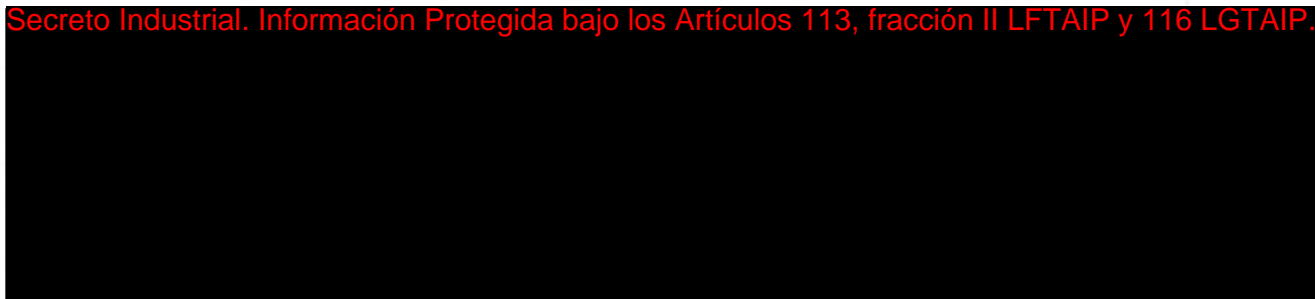 Secreto Industrial. Información Protegida bajo los Artículos 113, fracción II LFTAIP y 116 LGTAIP.